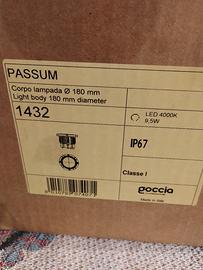 PASSUM
Corpo lampada Ø 180 mm
Light body 180 mm diameter
1432
LED 4000K
9,5W
IP67
Classe I
goccia
Made in Italy